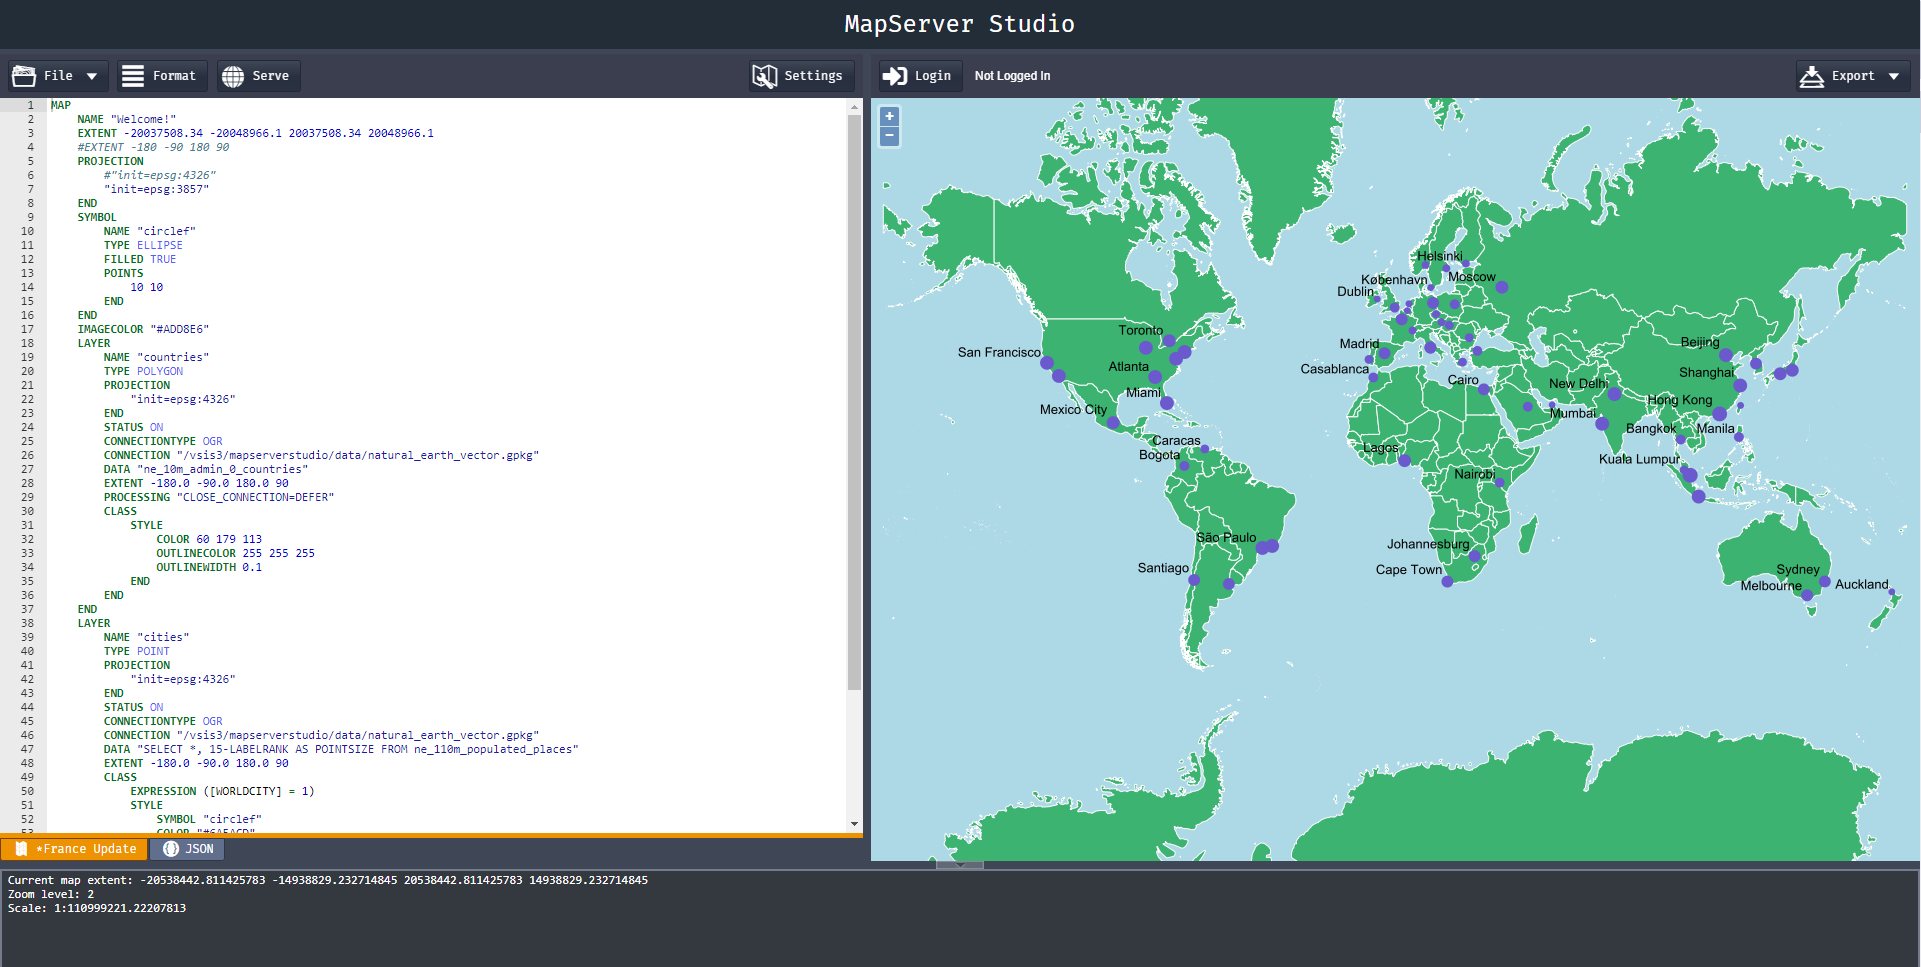 MapServer Studio
File
Format
Serve
Settings
Login
Not Logged In
Export
1 MAP
2 NAME "Welcome!"
3 EXTENT -20037508.34 -20048966.1 20037508.34 20048966.1
4 #EXTENT -180 -90 180 90
5 PROJECTION
6 #"init=epsg:4326"
7 "init=epsg:3857"
8 END
9 SYMBOL
10 NAME "circlef"
11 TYPE ELLIPSE
12 FILLED TRUE
13 POINTS
14 10 10
15 END
16 END
17 IMAGECOLOR "#ADD8E6"
18 LAYER
19 NAME "countries"
20 TYPE POLYGON
21 PROJECTION
22 "init=epsg:4326"
23 END
24 STATUS ON
25 CONNECTIONTYPE OGR
26 CONNECTION "/vsis3/mapserverstudio/data/natural_earth_vector.gpkg"
27 DATA "ne_10m_admin_0_countries"
28 EXTENT -180.0 -90.0 180.0 90
29 PROCESSING "CLOSE_CONNECTION=DEFER"
30 CLASS
31 STYLE
32 COLOR 60 179 113
33 OUTLINECOLOR 255 255 255
34 OUTLINEWIDTH 0.1
35 END
36 END
37 END
38 LAYER
39 NAME "cities"
40 TYPE POINT
41 PROJECTION
42 "init=epsg:4326"
43 END
44 STATUS ON
45 CONNECTIONTYPE OGR
46 CONNECTION "/vsis3/mapserverstudio/data/natural_earth_vector.gpkg"
47 DATA "SELECT *, 15-LABELRANK AS POINTSIZE FROM ne_110m_populated_places"
48 EXTENT -180.0 -90.0 180.0 90
49 CLASS
50 EXPRESSION ([WORLDCITY] = 1)
51 STYLE
52 SYMBOL "circlef"
53 COLOR "#6A5ACD"
+
−
Helsinki
København
Moscow
Dublin
Toronto
San Francisco
Madrid
Beijing
Atlanta
Casablanca
Shanghai
Cairo
New Delhi
Miami
Hong Kong
Mexico City
Mumbai
Bangkok
Manila
Caracas
Bogota
Lagos
Kuala Lumpur
Nairobi
São Paulo
Johannesburg
Santiago
Cape Town
Sydney
Melbourne
Auckland
*France Update
JSON
Current map extent: -20538442.811425783 -14938829.232714845 20538442.811425783 14938829.232714845
Zoom level: 2
Scale: 1:110999221.22207813